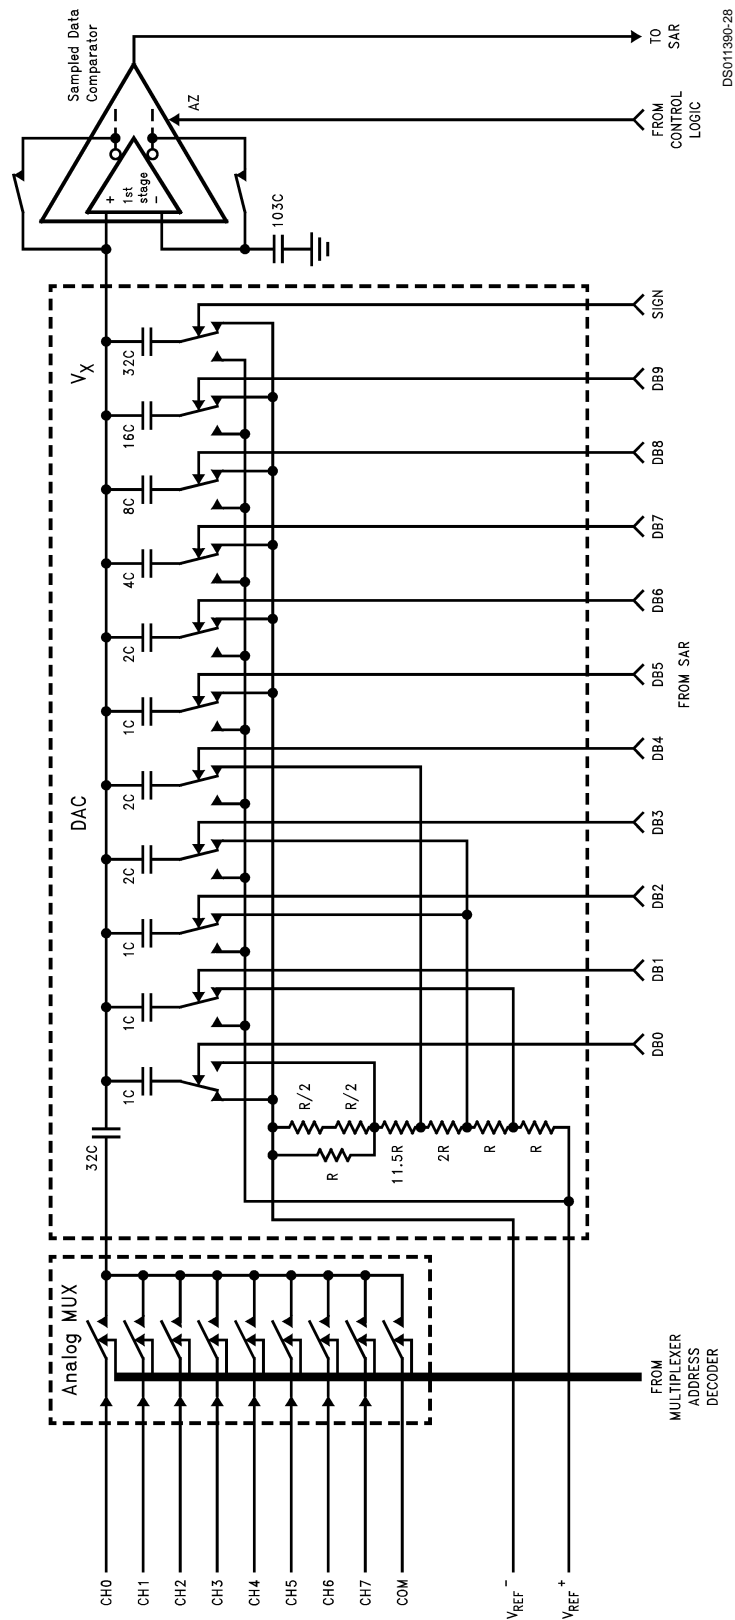 CH0
CH1
CH2
CH3
CH4
CH5
CH6
CH7
COM
VREF-
VREF+
Analog MUX
FROM
MULTIPLEXER
ADDRESS
DECODER
32C
DAC
VX
1C
1C
1C
2C
2C
1C
2C
4C
8C
16C
32C
R/2
R/2
R
11.5R
2R
R
R
DB0
DB1
DB2
DB3
DB4
DB5
DB6
DB7
DB8
DB9
SIGN
FROM SAR
103C
+
1st
stage
-
Sampled Data
Comparator
AZ
FROM
CONTROL
LOGIC
TO
SAR
DS011390-28